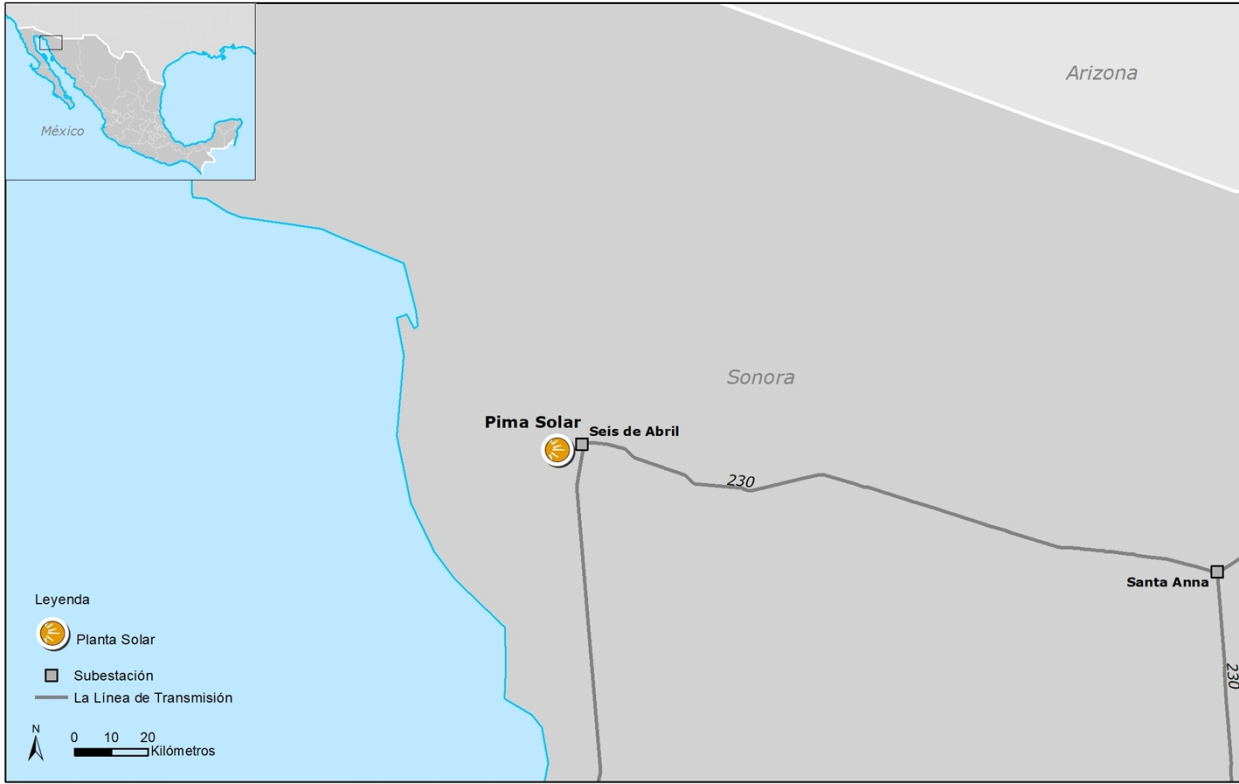 México
Arizona
Sonora
Pima Solar
Seis de Abril
230
Santa Anna
230
Leyenda
Planta Solar
Subestación
La Línea de Transmisión
N
0 10 20
Kilómetros